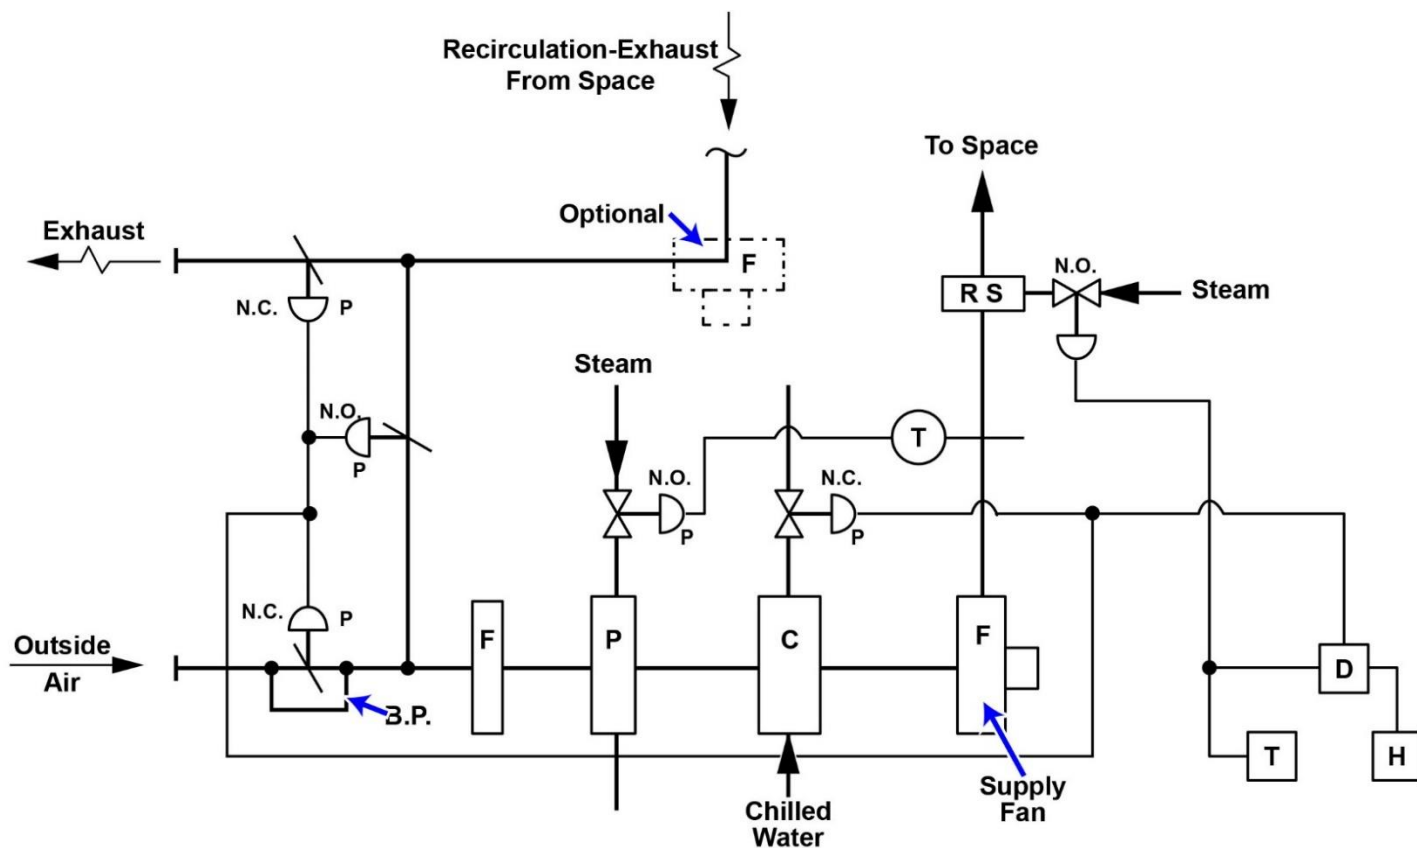 Recirculation-Exhaust
From Space
To Space
Optional
Exhaust
F
N.O.
N.C.
P
R S
Steam
Steam
N.O.
P
T
N.O.
N.C.
P
P
N.C.
P
Outside
Air
F
P
C
F
D
B.P.
T
H
Supply
Fan
Chilled
Water